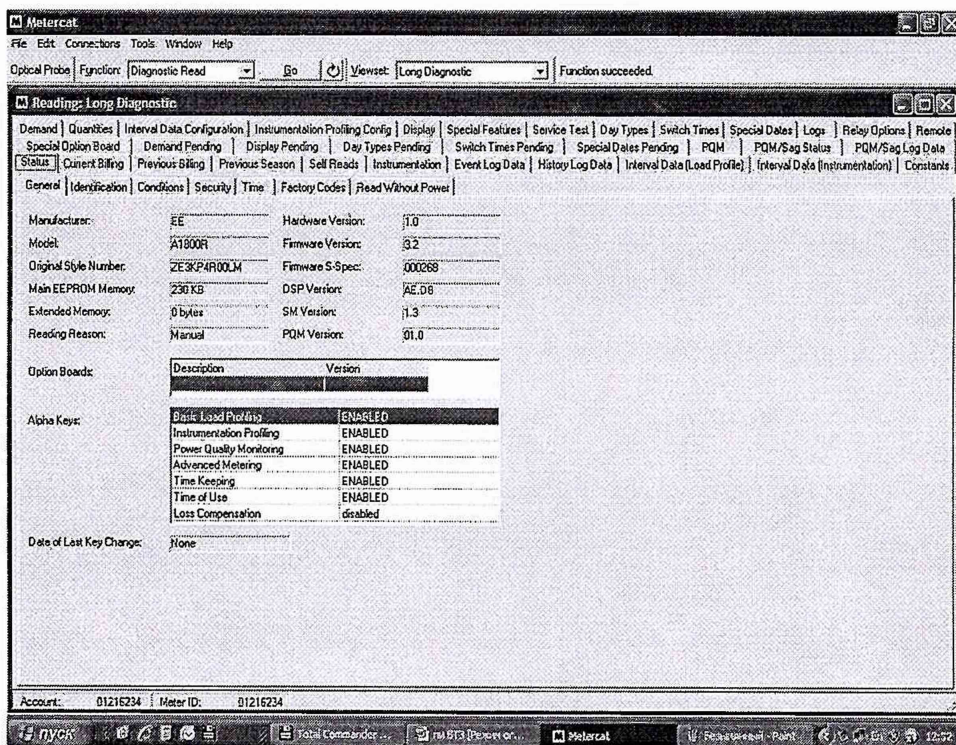 Metercat
File Edit Connections Tools Window Help
Optical Probe Function: Diagnostic Read Go Viewset: Long Diagnostic Function succeeded.
Reading: Long Diagnostic
Demand Quantities Interval Data Configuration Instrumentation Profiling Config Display Special Features Service Test Day Types Switch Times Special Dates Logs Relay Options Remote
Special Option Board Demand Pending Display Pending Day Types Pending Switch Times Pending Special Dates Pending PQM PQM/Sag Status PQM/Sag Log Data
Status Current Billing Previous Billing Previous Season Self Reads Instrumentation Event Log Data History Log Data Interval Data (Load Profile) Interval Data (Instrumentation) Constants
General Identification Conditions Security Time Factory Codes Read Without Power
Manufacturer: EE Hardware Version: 1.0
Model: A1800R Firmware Version: 3.2
Original Style Number: ZE3KP4R00LM Firmware S-Spec: 000268
Main EEPROM Memory: 230 KB DSP Version: AE.D8
Extended Memory: 0 bytes SM Version: 1.3
Reading Reason: Manual PQM Version: 01.0
Option Boards: Description Version
Alpha Keys: Basic Load Profiling ENABLED
Instrumentation Profiling ENABLED
Power Quality Monitoring ENABLED
Advanced Metering ENABLED
Time Keeping ENABLED
Time of Use ENABLED
Loss Compensation disabled
Date of Last Key Change: None
Account: 01216234 Meter ID: 01216234
пуск Total Commander ... Metercat Безымянный - Paint 12:52